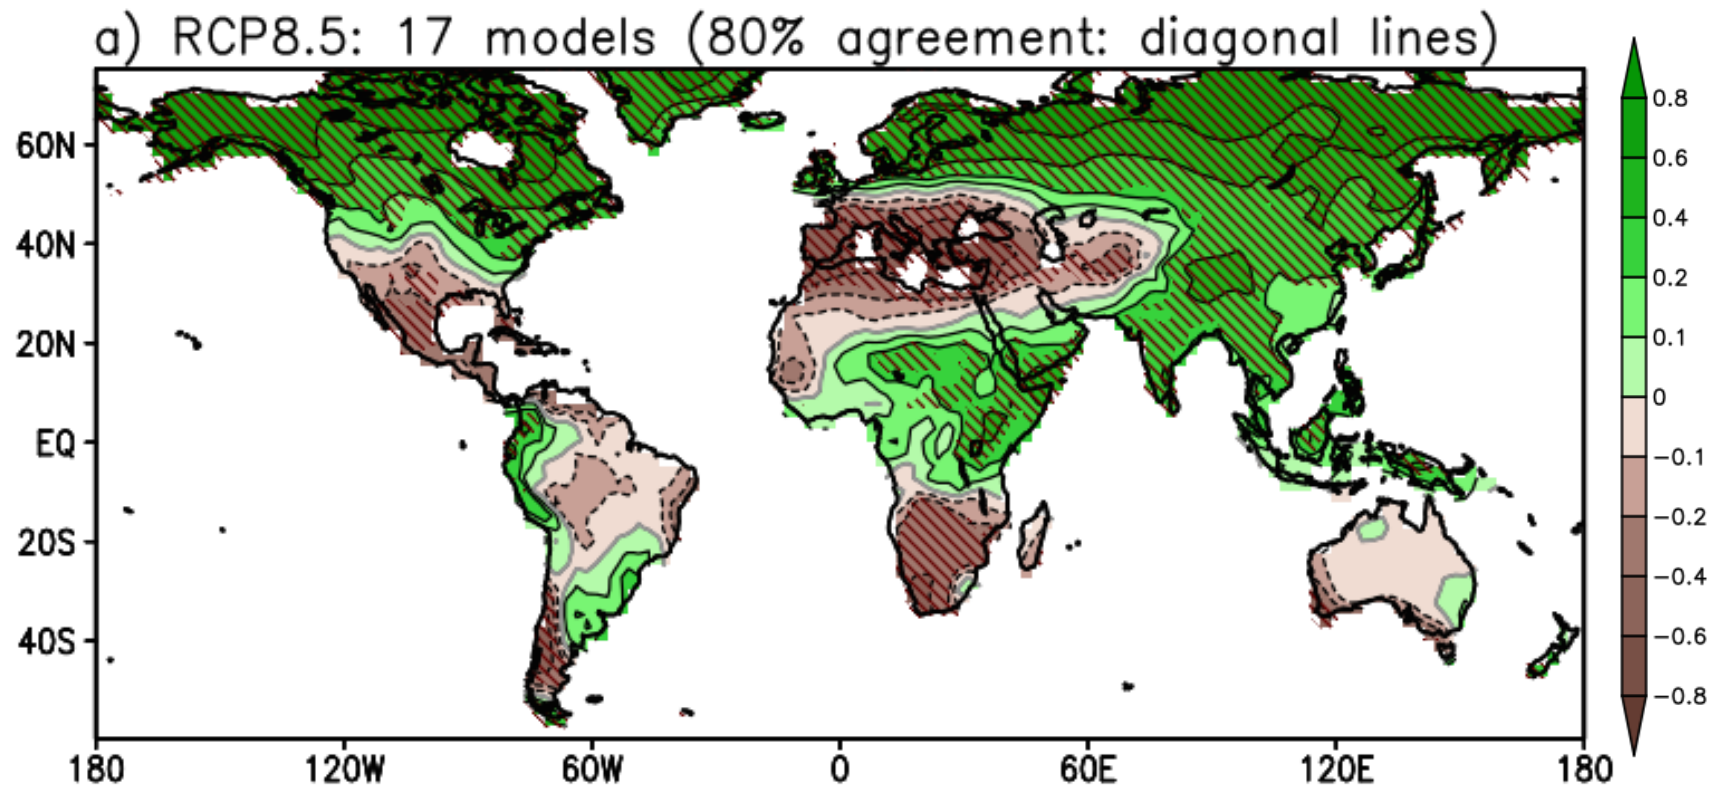 a) RCP8.5: 17 models (80% agreement: diagonal lines)
60N
40N
20N
EQ
20S
40S
180 120W 60W 0 60E 120E 180
0.8
0.6
0.4
0.2
0.1
0
−0.1
−0.2
−0.4
−0.6
−0.8